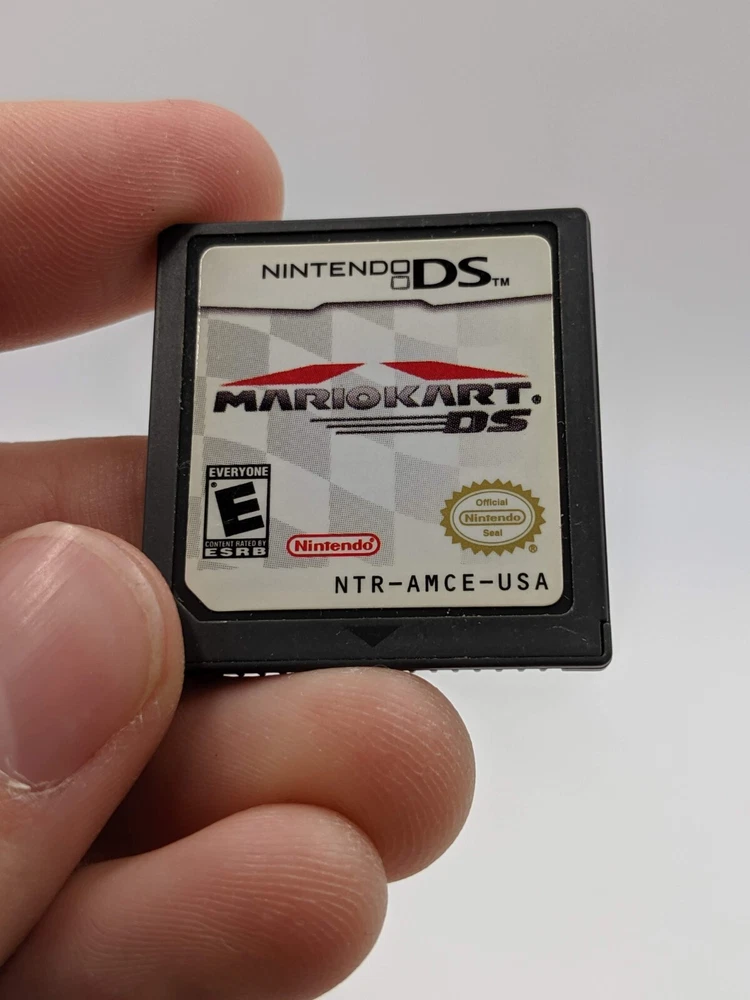 NINTENDO DS™
MARIOKART®
DS
EVERYONE
E
CONTENT RATED BY
ESRB
Nintendo®
Official
Nintendo
Seal
®
NTR-AMCE-USA